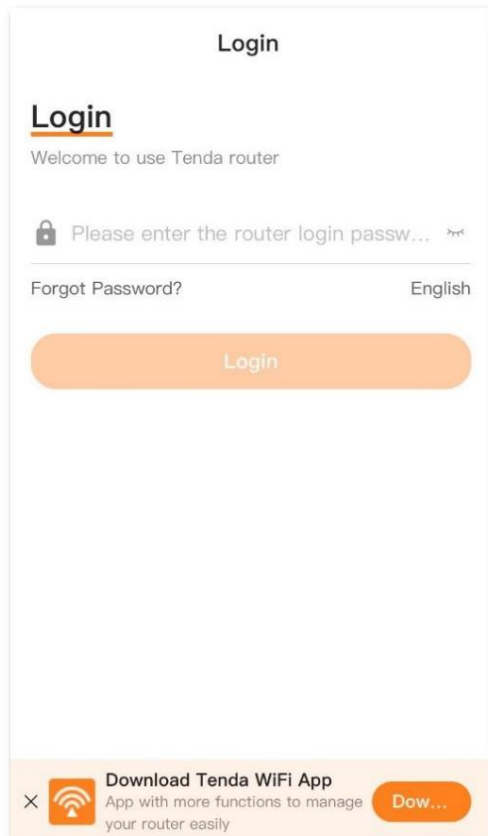 Login
Login
Welcome to use Tenda router
Please enter the router login passw...
Forgot Password? English
Login
Download Tenda WiFi App
App with more functions to manage
your router easily
Dow...